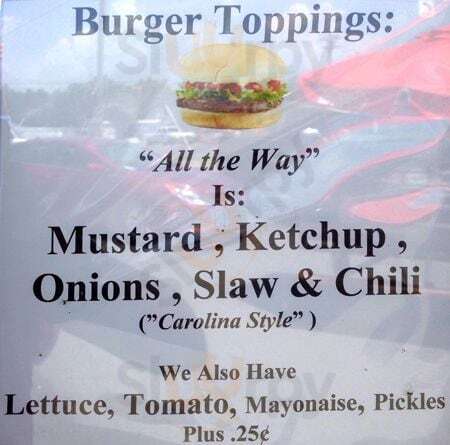 Burger Toppings:
“All the Way”
Is:
Mustard , Ketchup ,
Onions , Slaw & Chili
(”Carolina Style” )
We Also Have
Lettuce, Tomato, Mayonaise, Pickles
Plus .25¢